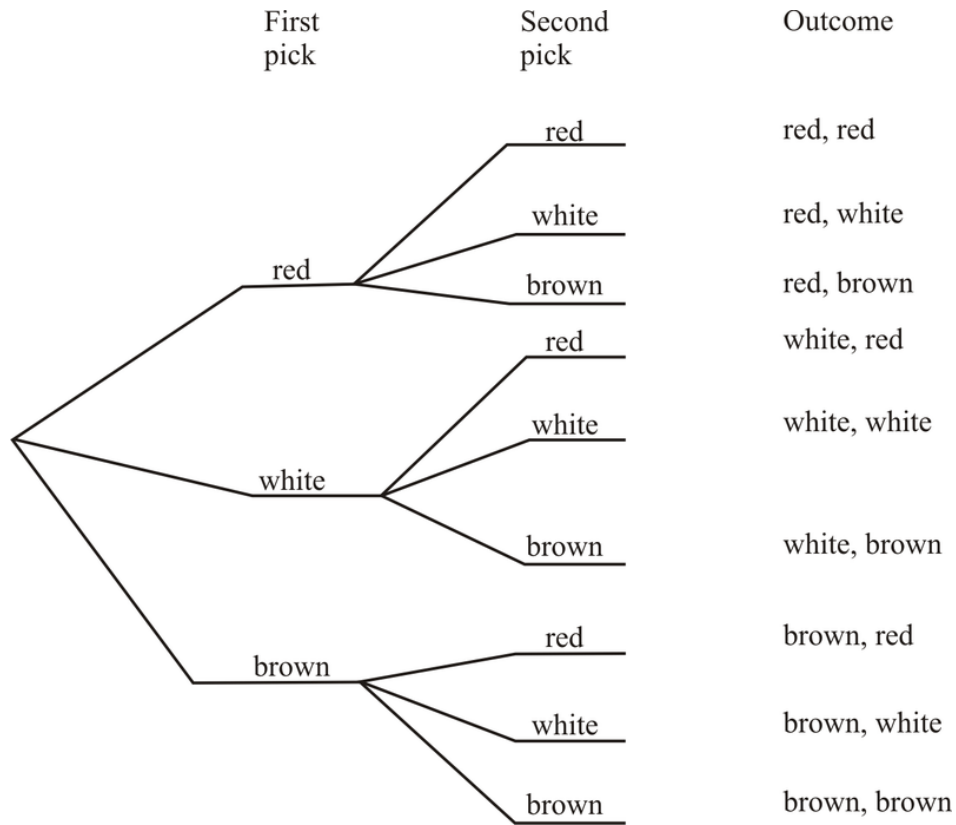 First
pick
Second
pick
Outcome
red
red, red
white
red, white
red
brown
red, brown
red
white, red
white
white, white
white
brown
white, brown
red
brown, red
brown
white
brown, white
brown
brown, brown